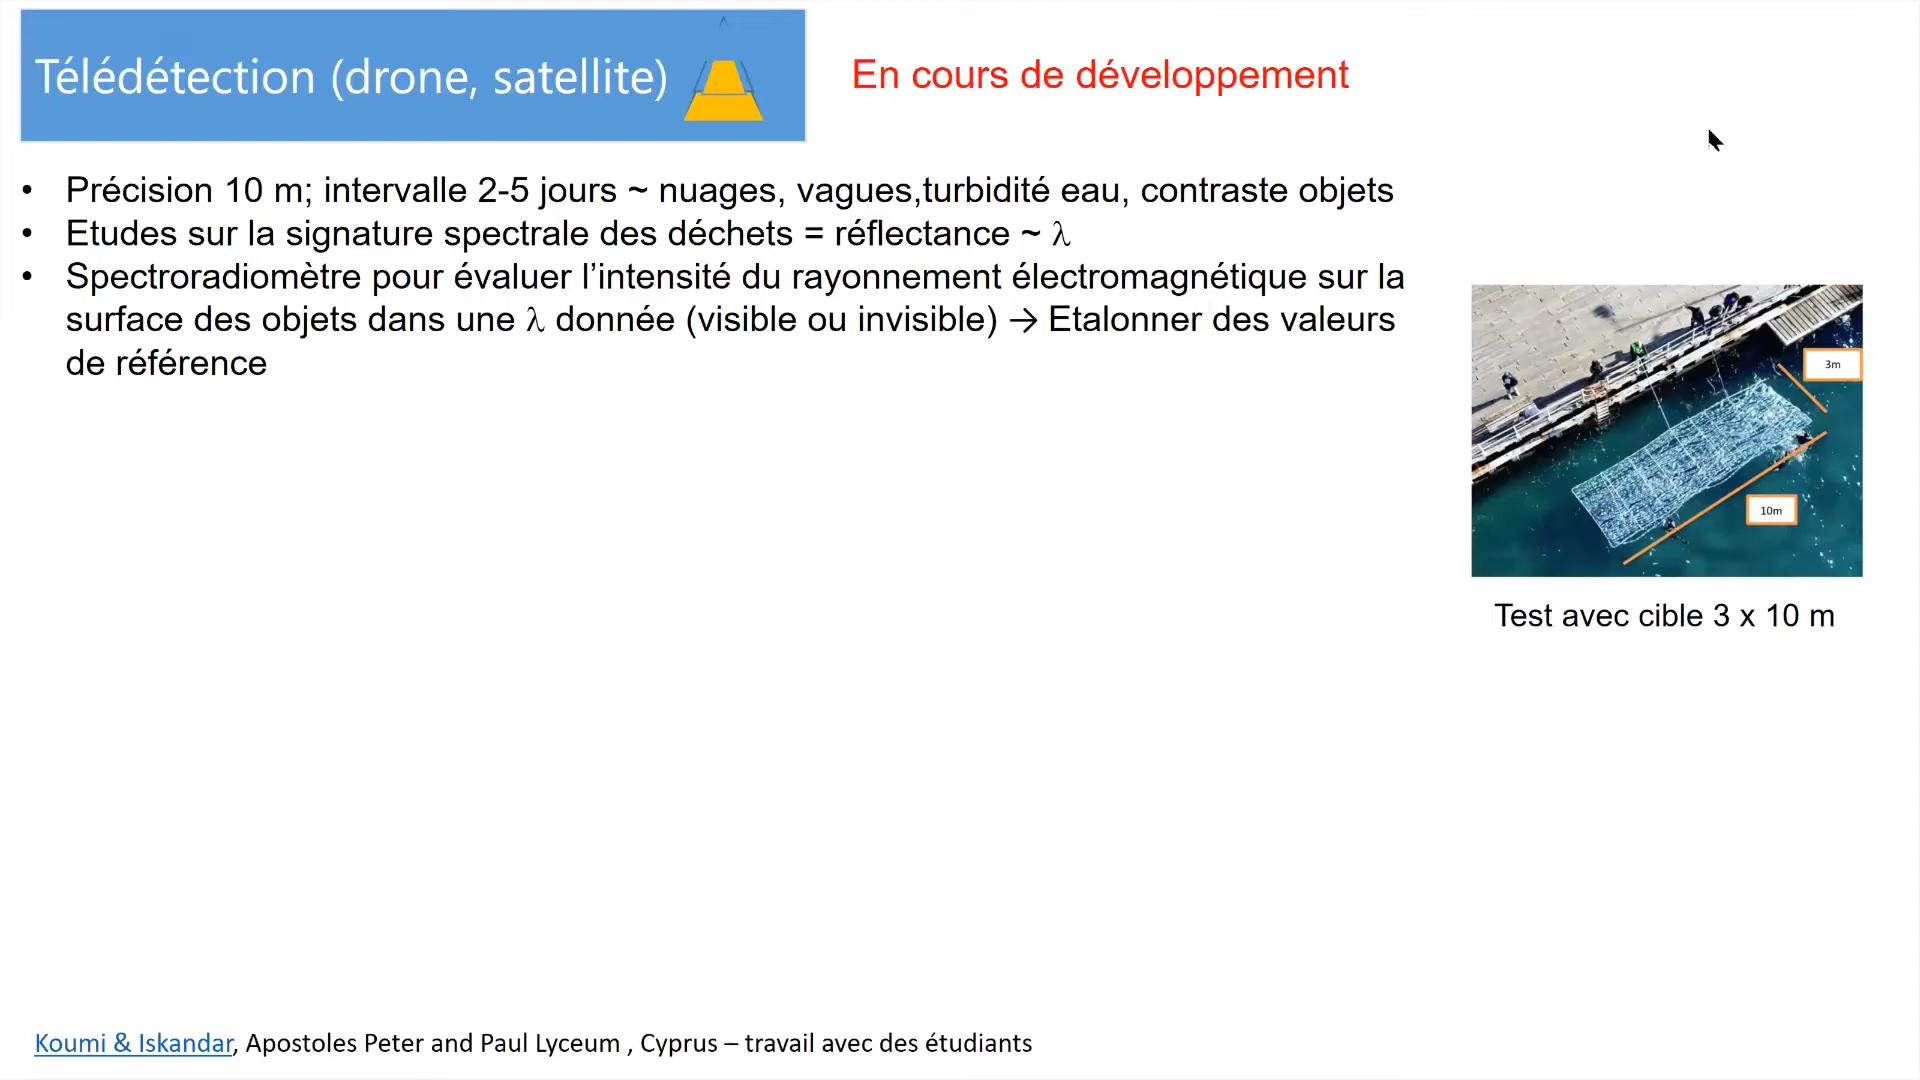 Télédétection (drone, satellite)
En cours de développement
• Précision 10 m; intervalle 2-5 jours ~ nuages, vagues,turbidité eau, contraste objets
• Etudes sur la signature spectrale des déchets = réflectance ~ λ
• Spectroradiomètre pour évaluer l’intensité du rayonnement électromagnétique sur la
surface des objets dans une λ donnée (visible ou invisible) → Etalonner des valeurs
de référence
3m
10m
Test avec cible 3 x 10 m
Koumi & Iskandar, Apostoles Peter and Paul Lyceum , Cyprus – travail avec des étudiants